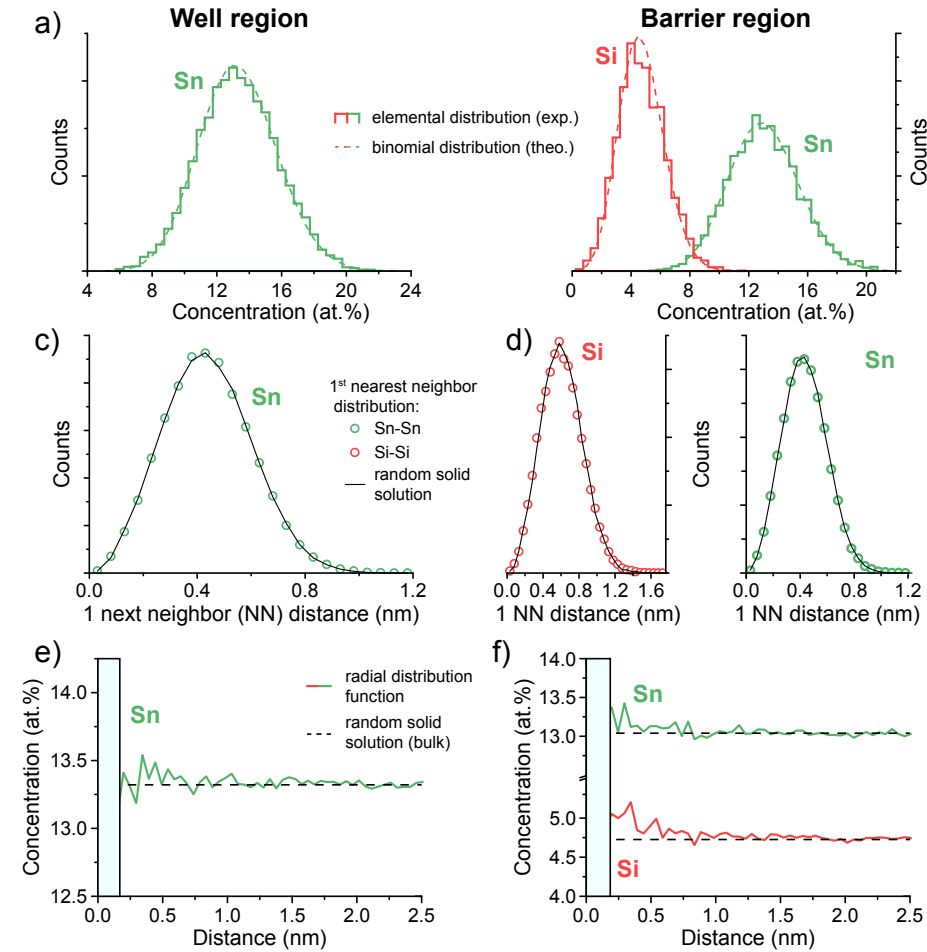 Well region
Barrier region
a)
Sn
Si
Sn
elemental distribution (exp.)
binomial distribution (theo.)
Counts
Counts
4 8 12 16 20 24
Concentration (at.%)
0 4 8 12 16 20
Concentration (at.%)
c)
Sn
1st nearest neighbor
distribution:
Sn-Sn
Si-Si
random solid
solution
Counts
0.0 0.4 0.8 1.2
1 next neighbor (NN) distance (nm)
d)
Si
0.0 0.4 0.8 1.2 1.6
1 NN distance (nm)
Sn
Counts
0.0 0.4 0.8 1.2
1 NN distance (nm)
e)
Sn
radial distribution
function
random solid
solution (bulk)
Concentration (at.%)
14.0
13.3
13.0
12.5
0.0 0.5 1.0 1.5 2.0 2.5
Distance (nm)
f)
Sn
Si
Concentration (at.%)
14.0
13.0
5.0
4.7
4.0
0.0 0.5 1.0 1.5 2.0 2.5
Distance (nm)